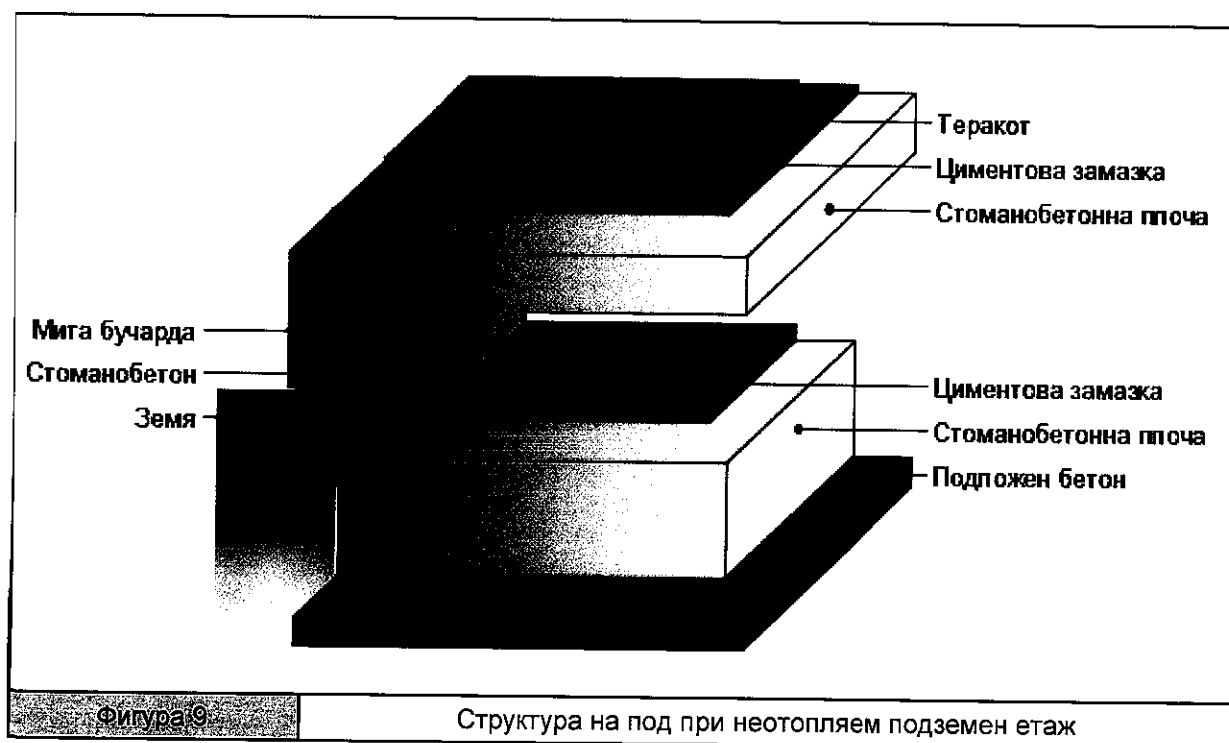 Теракот
Циментова замазка
Стоманобетонна плоча
Мита бучарда
Стоманобетон
Земя
Циментова замазка
Стоманобетонна плоча
Подложен бетон
Фигура 9
Структура на под при неотопляем подземен етаж